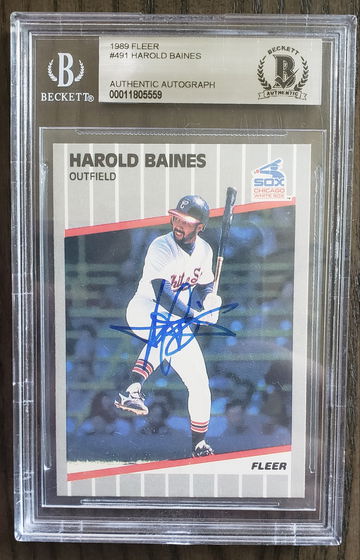 1989 FLEER
#491 HAROLD BAINES
AUTHENTIC AUTOGRAPH
00011805559
B
BECKETT
BECKETT
B
AUTHENTIC
HAROLD BAINES
OUTFIELD
SOX
CHICAGO
WHITE SOX
FLEER